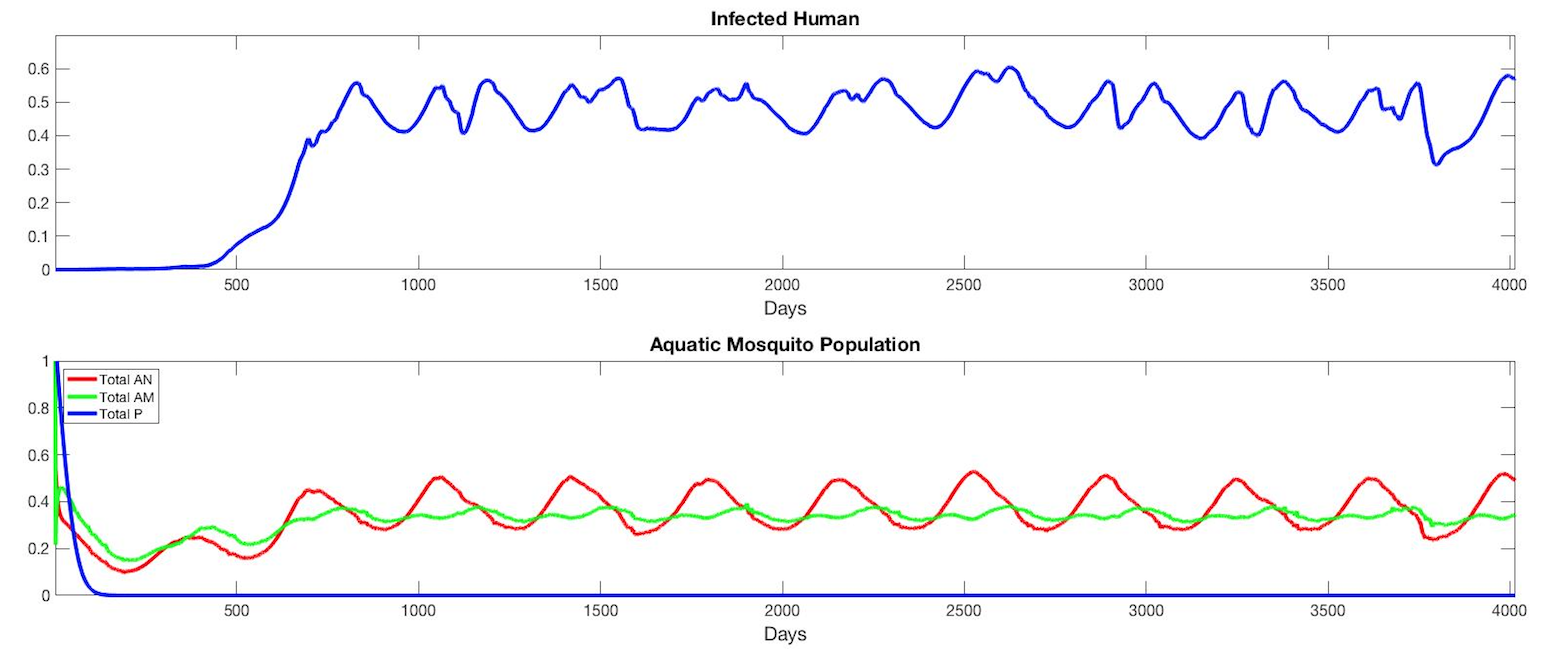 Infected Human
0.6
0.5
0.4
0.3
0.2
0.1
0
500 1000 1500 2000 2500 3000 3500 4000
Days
Aquatic Mosquito Population
1
Total AN
Total AM
0.8
Total P
0.6
0.4
0.2
0
500 1000 1500 2000 2500 3000 3500 4000
Days